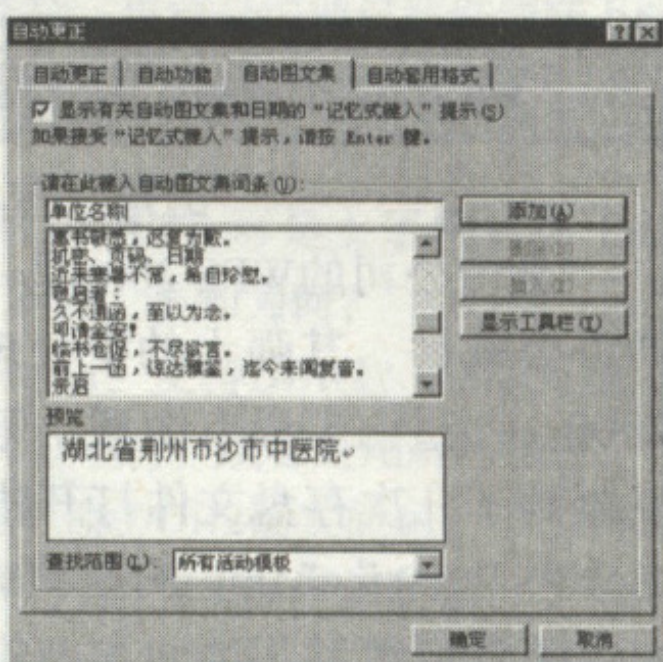 自动更正
自动更正 自动功能 自动图文集 自动套用格式
显示有关自动图文集和日期的“记忆式键入”提示(S)
如果接受“记忆式键入”提示，请按 Enter 键。
请在此键入自动图文集词条(U):
单位名称
添加(A)
惠书敬悉，迟复为歉。
删除(D)
机密、页码、日期
近来寒暑不常，希自珍慰。
插入(I)
敬启者：
久不通函，至以为念。
叩请金安!
显示工具栏(T)
临书仓促，不尽欲言。
前上一函，谅达雅鉴，迄今未闻复音。
亲启
预览
湖北省荆州市沙市中医院
查找范围(L): 所有活动模板
确定 取消